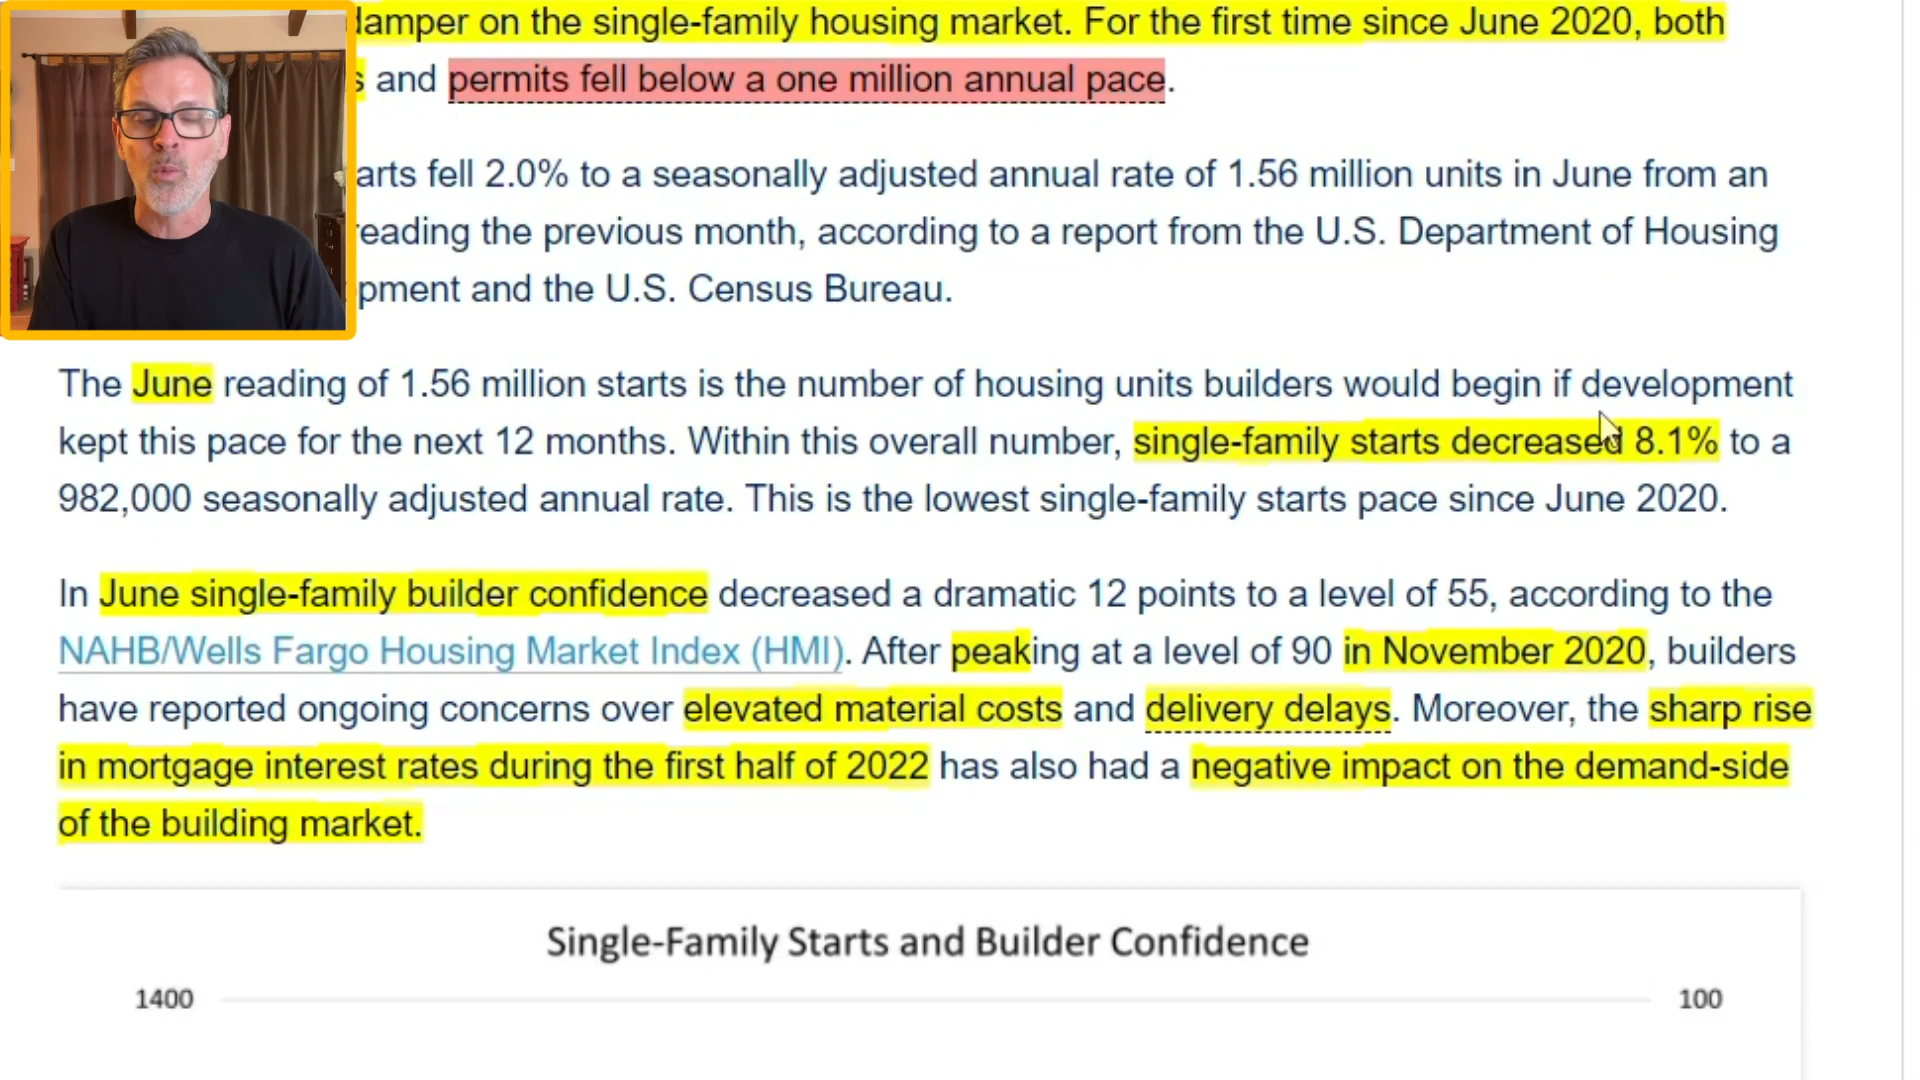 damper on the single-family housing market. For the first time since June 2020, both
and permits fell below a one million annual pace.
fell 2.0% to a seasonally adjusted annual rate of 1.56 million units in June from an
reading the previous month, according to a report from the U.S. Department of Housing
and the U.S. Census Bureau.
The June reading of 1.56 million starts is the number of housing units builders would begin if development
kept this pace for the next 12 months. Within this overall number, single-family starts decreased 8.1% to a
982,000 seasonally adjusted annual rate. This is the lowest single-family starts pace since June 2020.
In June single-family builder confidence decreased a dramatic 12 points to a level of 55, according to the
NAHB/Wells Fargo Housing Market Index (HMI). After peaking at a level of 90 in November 2020, builders
have reported ongoing concerns over elevated material costs and delivery delays. Moreover, the sharp rise
in mortgage interest rates during the first half of 2022 has also had a negative impact on the demand-side
of the building market.
Single-Family Starts and Builder Confidence
1400 100